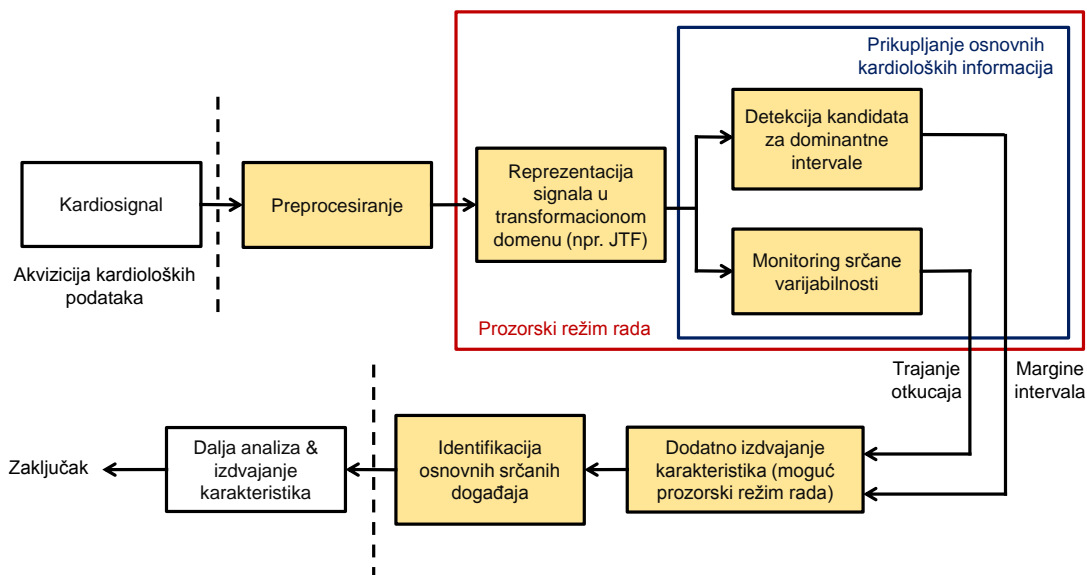 Prikupljanje osnovnih
kardioloških informacija
Detekcija kandidata
za dominantne
intervale
Reprezentacija
signala u
transformacionom
domenu (npr. JTF)
Kardiosignal
Preprocesiranje
Monitoring srčane
varijabilnosti
Akvizicija kardioloških
podataka
Prozorski režim rada
Trajanje
otkucaja
Margine
intervala
Zaključak
Dalja analiza &
izdvajanje
karakteristika
Identifikacija
osnovnih srčanih
događaja
Dodatno izdvajanje
karakteristika (moguć
prozorski režim rada)